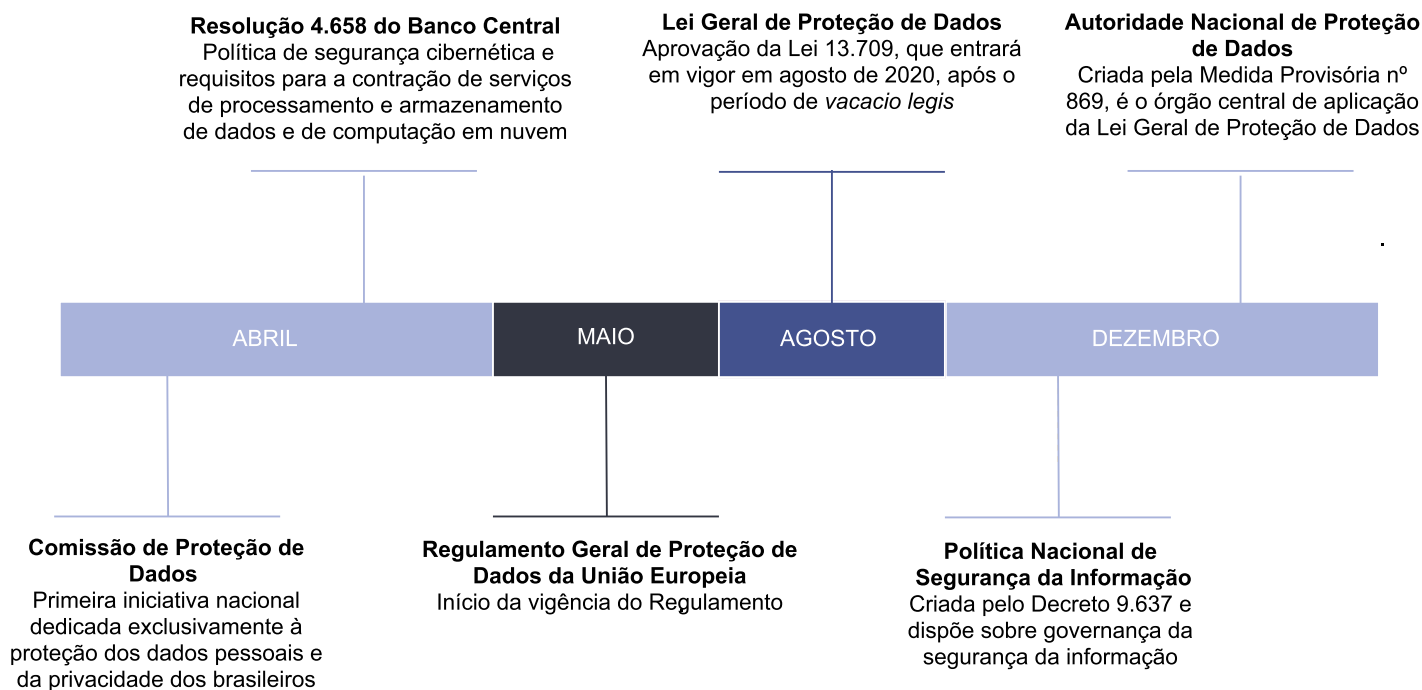 Resolução 4.658 do Banco Central
Política de segurança cibernética e
requisitos para a contração de serviços
de processamento e armazenamento
de dados e de computação em nuvem
Lei Geral de Proteção de Dados
Aprovação da Lei 13.709, que entrará
em vigor em agosto de 2020, após o
período de vacacio legis
Autoridade Nacional de Proteção
de Dados
Criada pela Medida Provisória nº
869, é o órgão central de aplicação
da Lei Geral de Proteção de Dados
.
ABRIL
MAIO
AGOSTO
DEZEMBRO
Comissão de Proteção de
Dados
Primeira iniciativa nacional
dedicada exclusivamente à
proteção dos dados pessoais e
da privacidade dos brasileiros
Regulamento Geral de Proteção de
Dados da União Europeia
Início da vigência do Regulamento
Política Nacional de
Segurança da Informação
Criada pelo Decreto 9.637 e
dispõe sobre governança da
segurança da informação